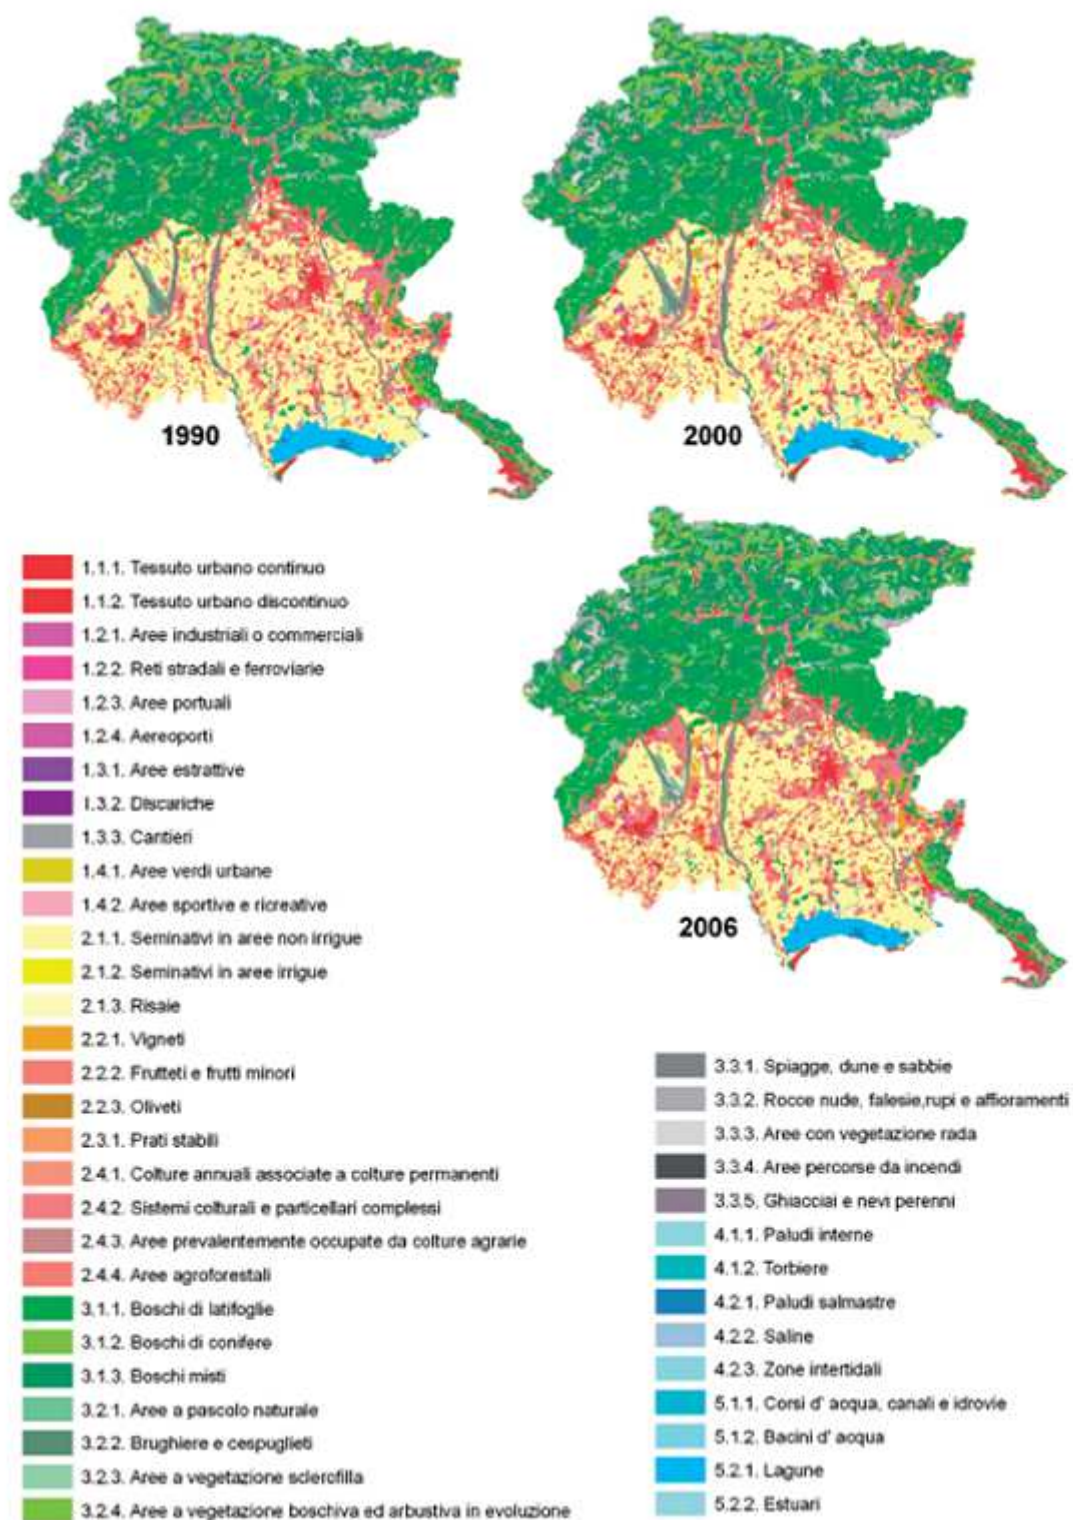 1990
2000
2006
1.1.1. Tessuto urbano continuo
1.1.2. Tessuto urbano discontinuo
1.2.1. Aree industriali o commerciali
1.2.2. Reti stradali e ferroviarie
1.2.3. Aree portuali
1.2.4. Aereoporti
1.3.1. Aree estrattive
1.3.2. Discariche
1.3.3. Cantieri
1.4.1. Aree verdi urbane
1.4.2. Aree sportive e ricreative
2.1.1. Seminativi in aree non irrigue
2.1.2. Seminativi in aree irrigue
2.1.3. Risaie
2.2.1. Vigneti
2.2.2. Frutteti e frutti minori
2.2.3. Oliveti
2.3.1. Prati stabili
2.4.1. Colture annuali associate a colture permanenti
2.4.2. Sistemi colturali e particellari complessi
2.4.3. Aree prevalentemente occupate da colture agrarie
2.4.4. Aree agroforestali
3.1.1. Boschi di latifoglie
3.1.2. Boschi di conifere
3.1.3. Boschi misti
3.2.1. Aree a pascolo naturale
3.2.2. Brughiere e cespuglieti
3.2.3. Aree a vegetazione sclerofilla
3.2.4. Aree a vegetazione boschiva ed arbustiva in evoluzione
3.3.1. Spiagge, dune e sabbie
3.3.2. Rocce nude, falesie,rupi e affioramenti
3.3.3. Aree con vegetazione rada
3.3.4. Aree percorse da incendi
3.3.5, Ghiacciai e nevi perenni
4.1.1. Paludi interne
4.1.2. Torbiere
4.2.1. Paludi salmastre
4.2.2. Saline
4.2.3. Zone intertidali
5.1.1. Corsi d' acqua, canali e idrovie
5.1.2. Bacini d' acqua
5.2.1. Lagune
5.2.2. Estuari